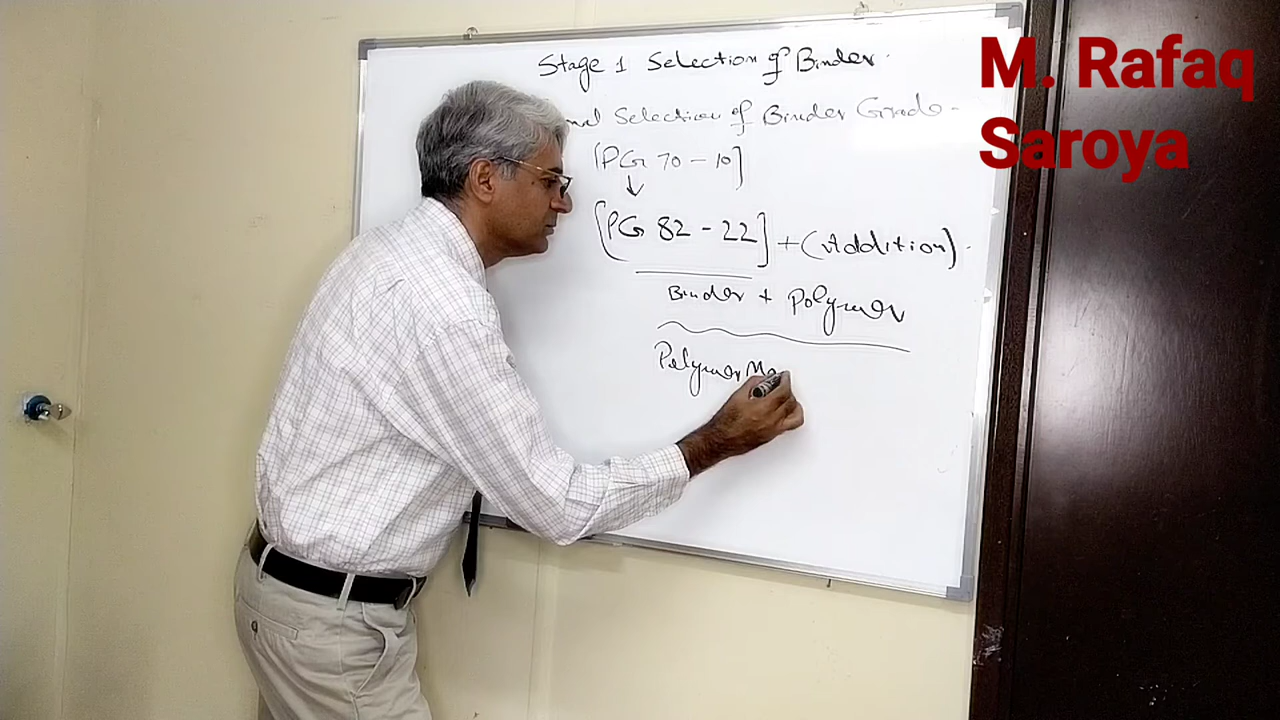 Stage 1 Selection of Binder.
Selection of Binder Grade-
[PG 70-10]
↓
[PG 82-22] + (Addition).
Binder + Polymer
Polymer Mo
M. Rafaq
Saroya